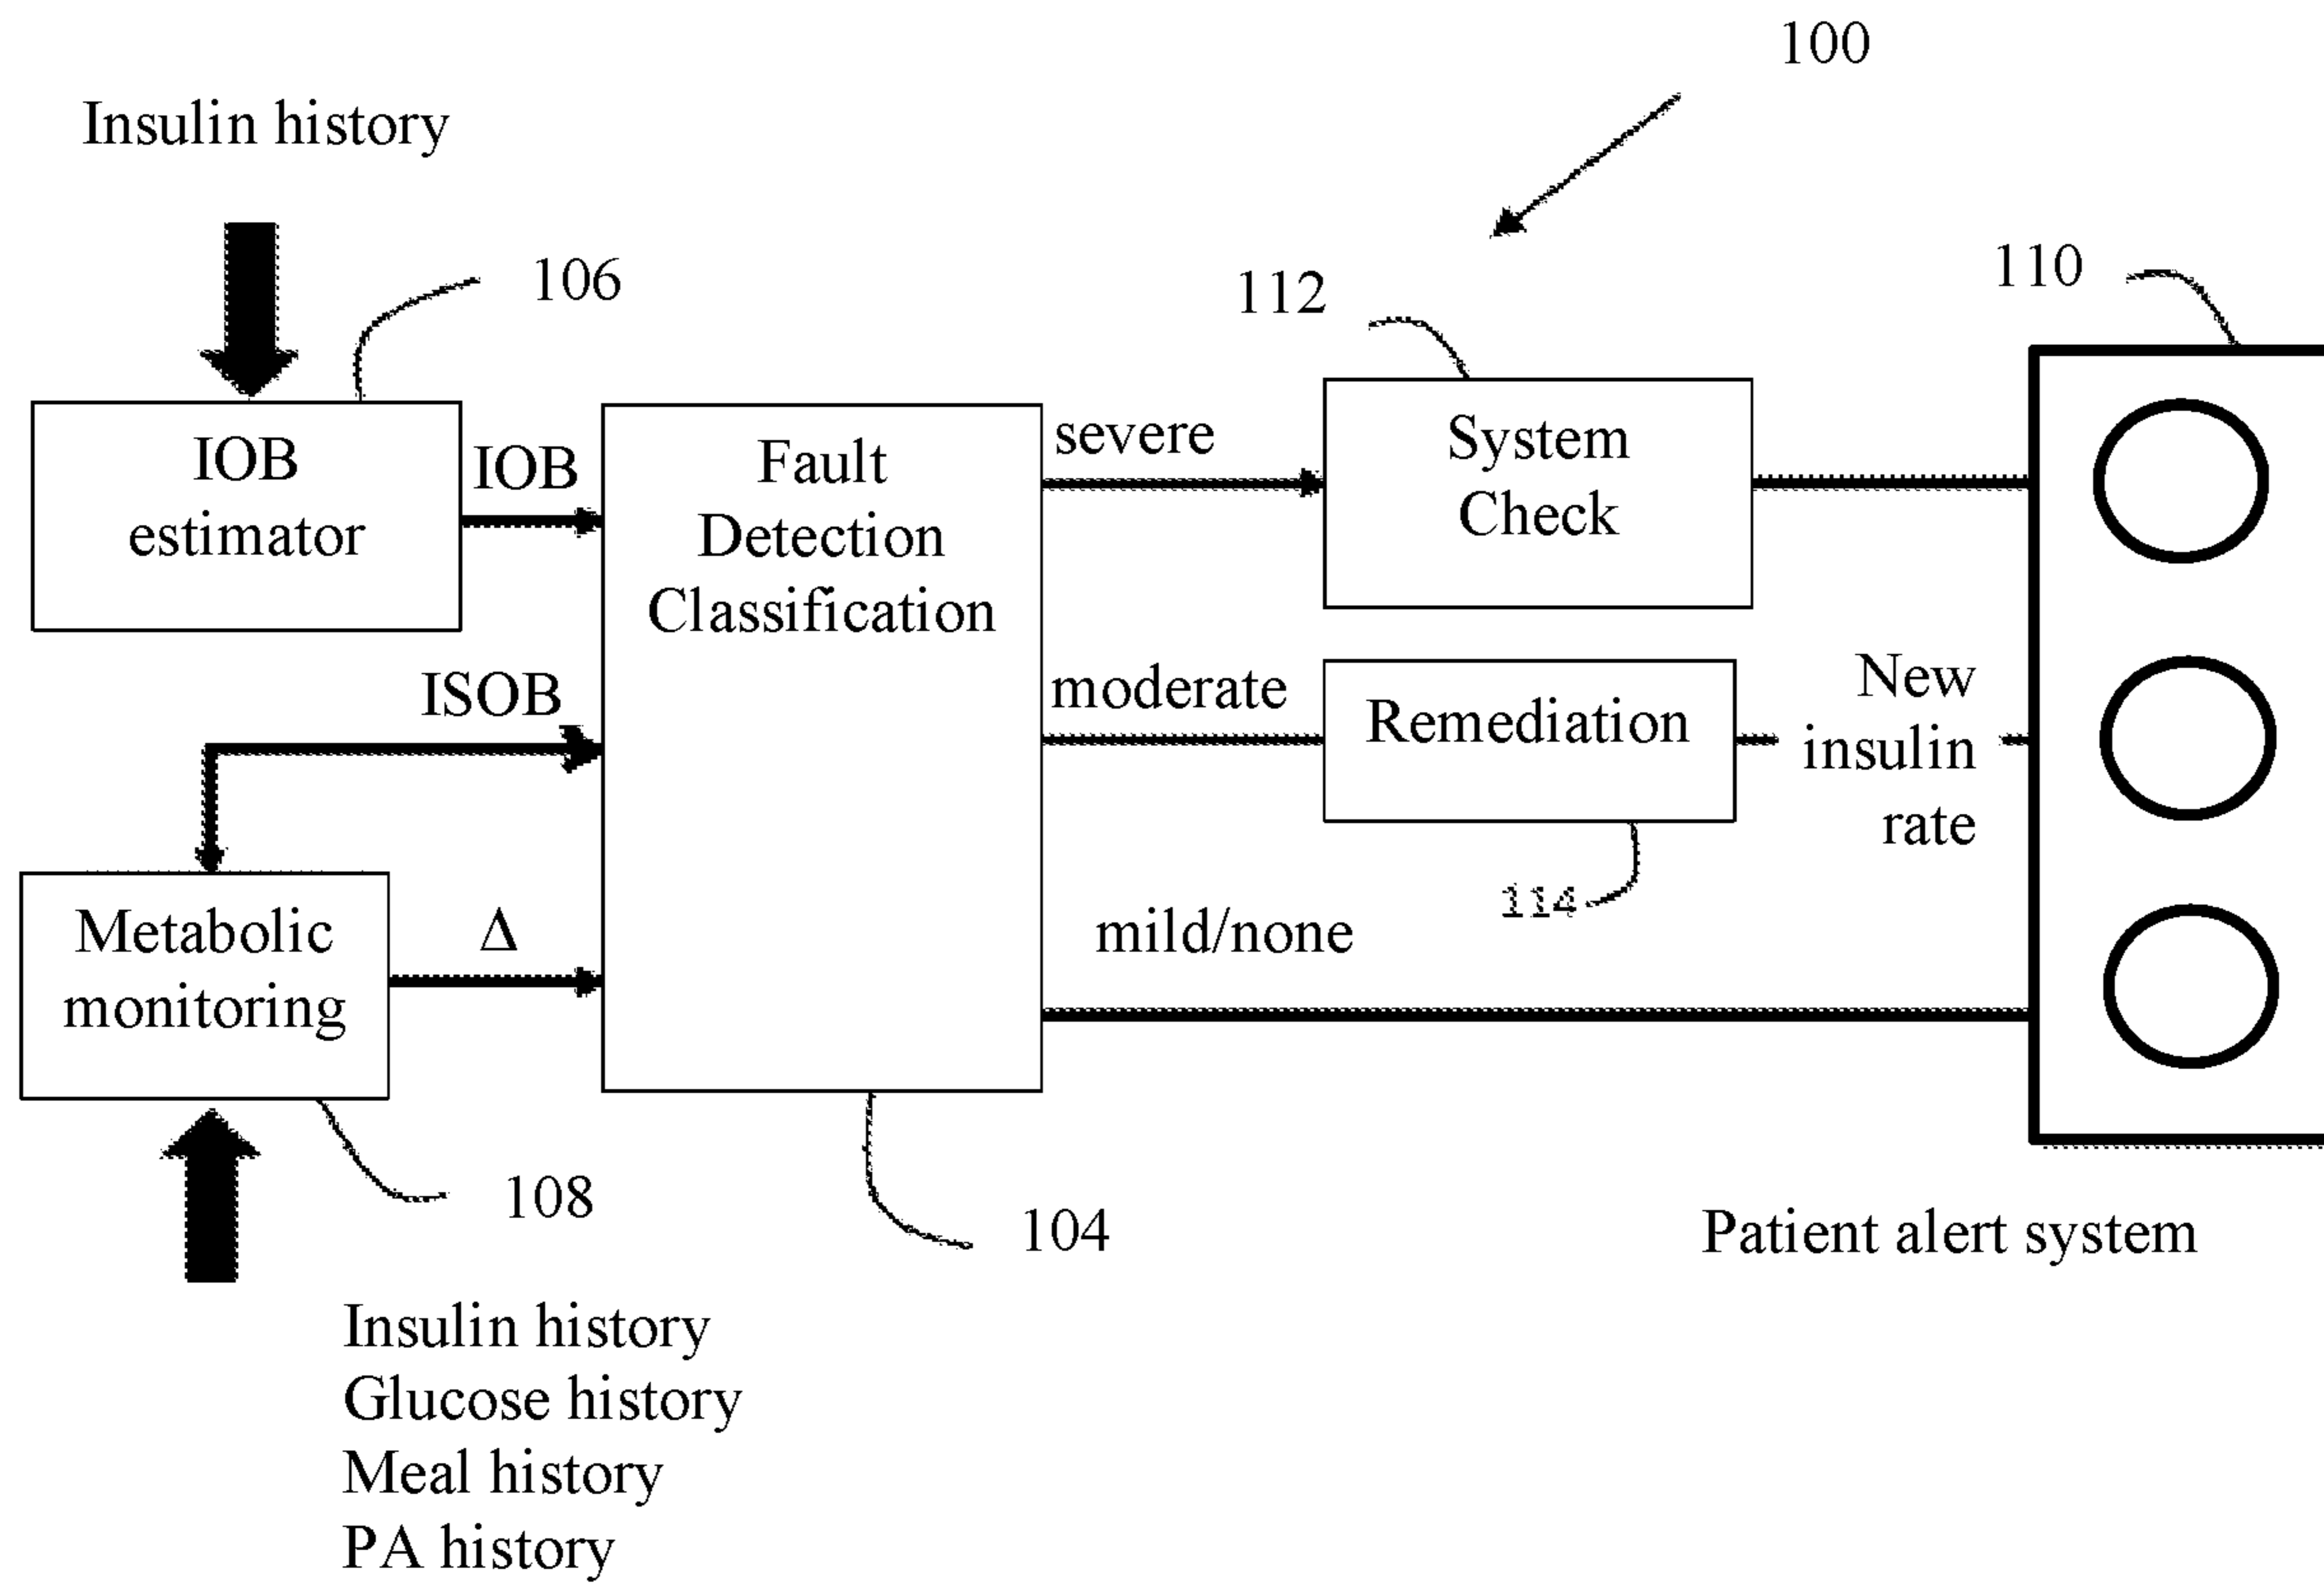 100
Insulin history
106
112
110
IOB
estimator
IOB
Fault
Detection
Classification
severe
System
Check
ISOB
moderate
Remediation
New
insulin
rate
114
Metabolic
monitoring
Δ
mild/none
108
104
Patient alert system
Insulin history
Glucose history
Meal history
PA history